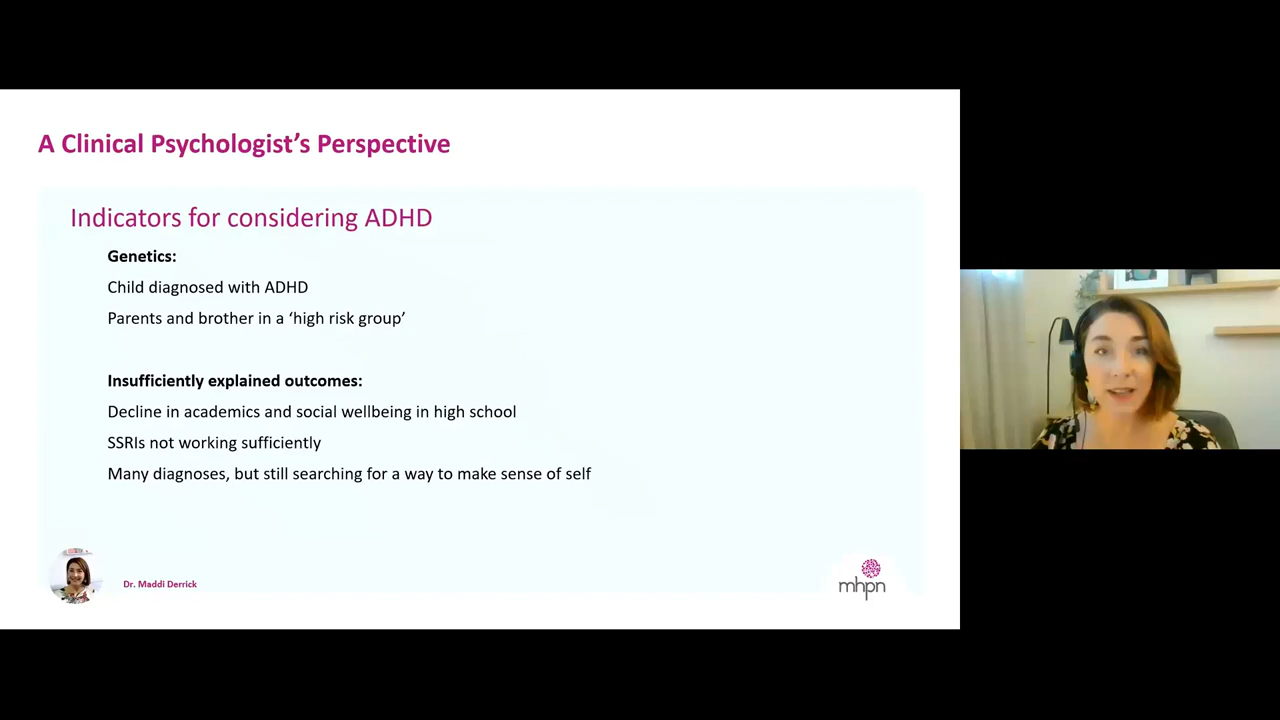 A Clinical Psychologist’s Perspective
Indicators for considering ADHD
Genetics:
Child diagnosed with ADHD
Parents and brother in a ‘high risk group’
Insufficiently explained outcomes:
Decline in academics and social wellbeing in high school
SSRIs not working sufficiently
Many diagnoses, but still searching for a way to make sense of self
Dr. Maddi Derrick
mhpn